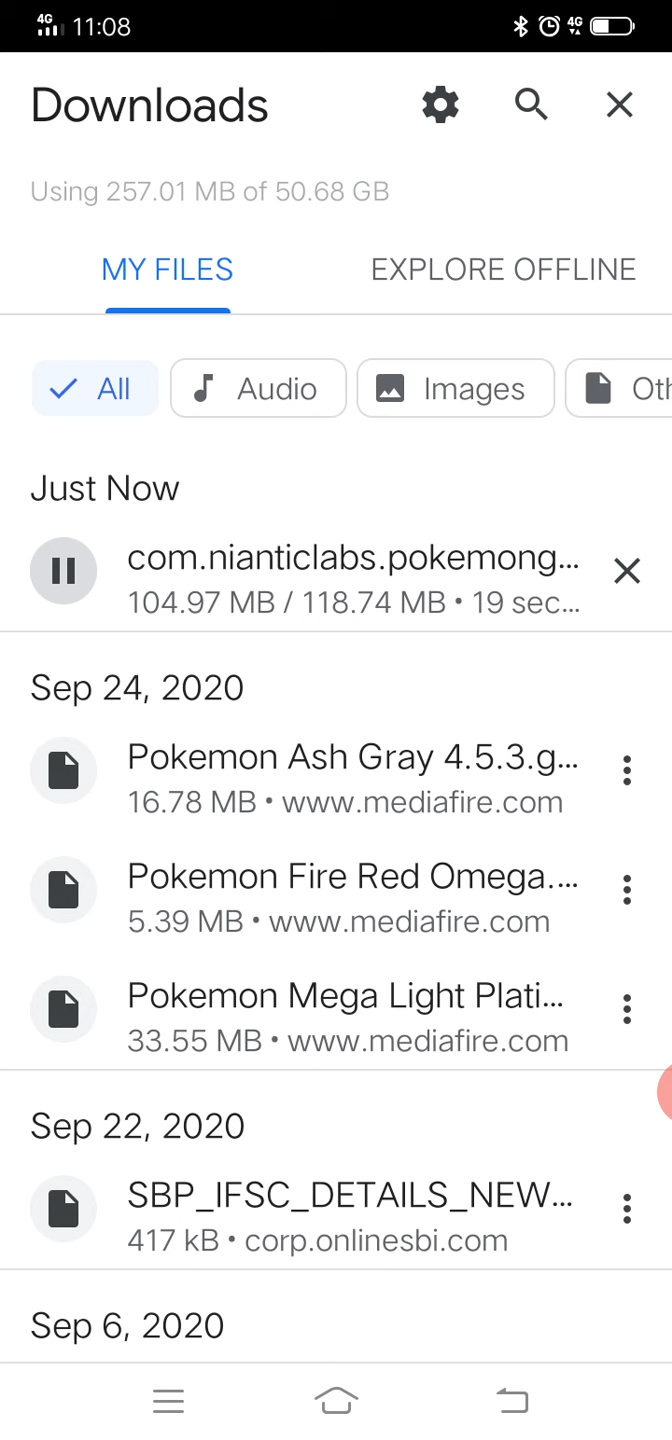 4G 11:08 4G
Downloads
Using 257.01 MB of 50.68 GB
MY FILES EXPLORE OFFLINE
All Audio Images Oth
Just Now
com.nianticlabs.pokemong...
104.97 MB / 118.74 MB • 19 sec...
Sep 24, 2020
Pokemon Ash Gray 4.5.3.g...
16.78 MB • www.mediafire.com
Pokemon Fire Red Omega....
5.39 MB • www.mediafire.com
Pokemon Mega Light Plati...
33.55 MB • www.mediafire.com
Sep 22, 2020
SBP_IFSC_DETAILS_NEW...
417 kB • corp.onlinesbi.com
Sep 6, 2020